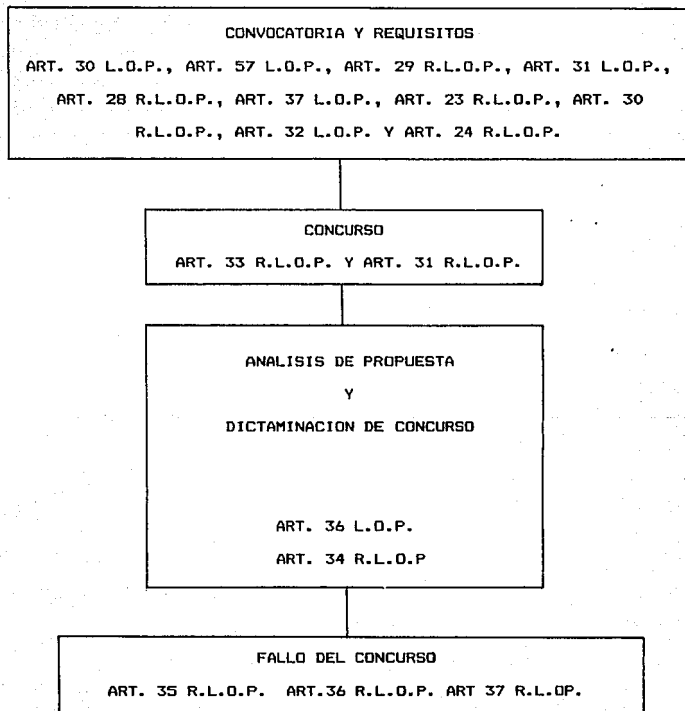 CONVOCATORIA Y REQUISITOS
ART. 30 L.O.P., ART. 57 L.O.P., ART. 29 R.L.O.P., ART. 31 L.O.P.,
ART. 28 R.L.O.P., ART. 37 L.O.P., ART. 23 R.L.O.P., ART. 30
R.L.O.P., ART. 32 L.O.P. Y ART. 24 R.L.O.P.
CONCURSO
ART. 33 R.L.O.P. Y ART. 31 R.L.O.P.
ANALISIS DE PROPUESTA
Y
DICTAMINACION DE CONCURSO
ART. 36 L.O.P.
ART. 34 R.L.O.P
FALLO DEL CONCURSO
ART. 35 R.L.O.P. ART.36 R.L.O.P. ART 37 R.LOP.